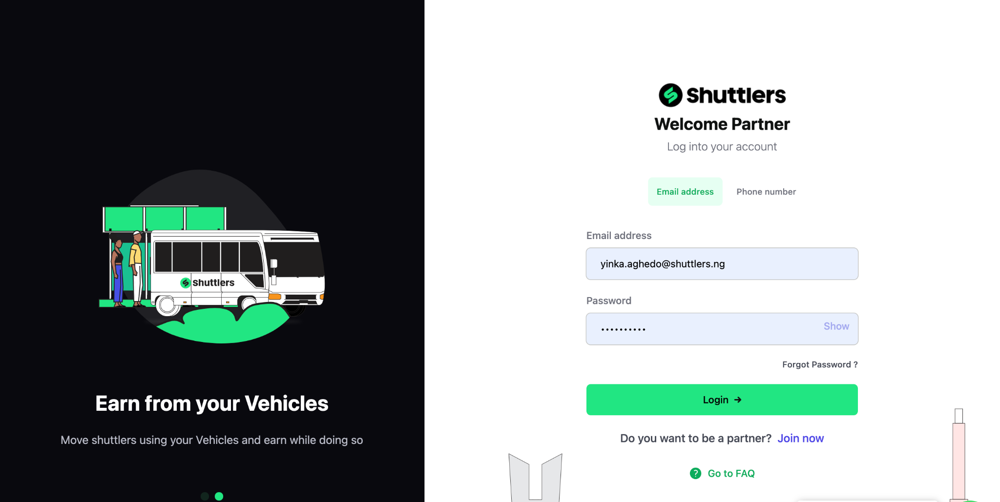 Shuttlers
Earn from your Vehicles
Move shuttlers using your Vehicles and earn while doing so
Shuttlers
Welcome Partner
Log into your account
Email address
Phone number
Email address
yinka.aghedo@shuttlers.ng
Password
••••••••••
Show
Forgot Password ?
Login →
Do you want to be a partner? Join now
? Go to FAQ